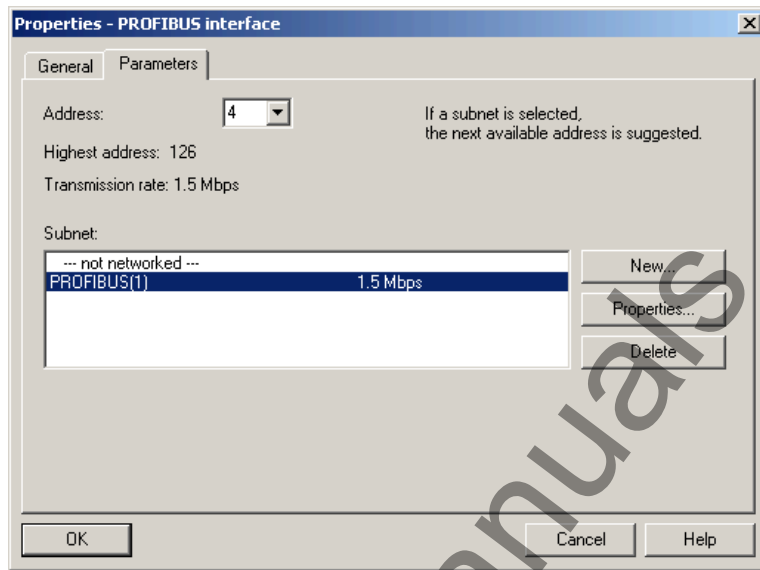 Properties - PROFIBUS interface
General Parameters
Address: 4
If a subnet is selected,
the next available address is suggested.
Highest address: 126
Transmission rate: 1.5 Mbps
Subnet:
--- not networked ---
PROFIBUS(1) 1.5 Mbps
New...
Properties...
Delete
OK Cancel Help